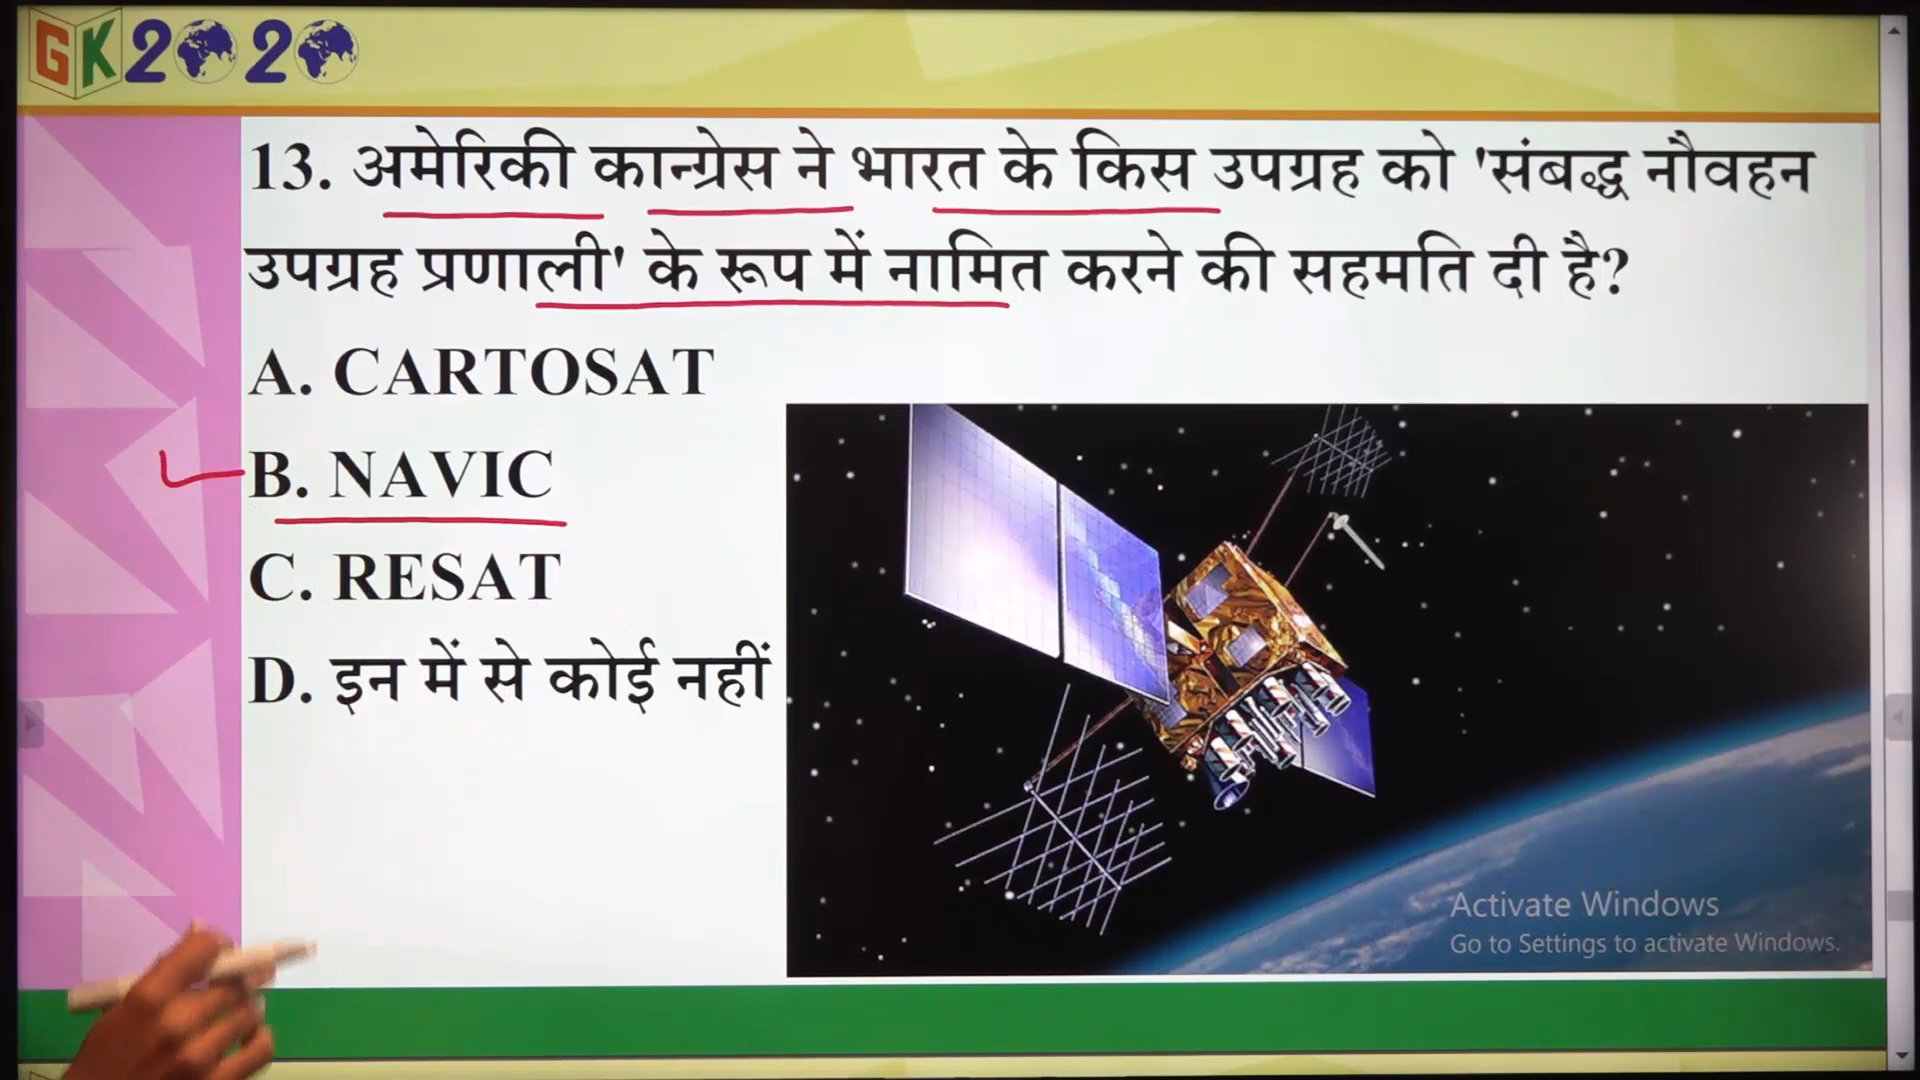 GK2020
13. अमेरिकी कान्ग्रेस ने भारत के किस उपग्रह को 'संबद्ध नौवहन
उपग्रह प्रणाली' के रूप में नामित करने की सहमति दी है?
A. CARTOSAT
B. NAVIC
C. RESAT
D. इन में से कोई नहीं
Activate Windows
Go to Settings to activate Windows.